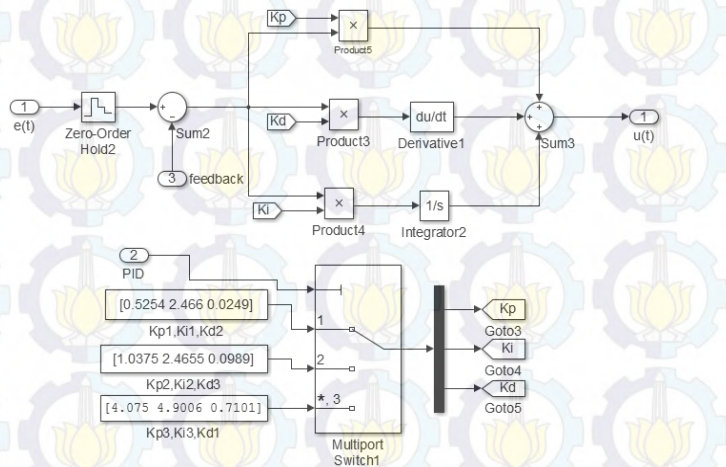 Kp
×
Product5
1
e(t)
Zero-Order
Hold2
+
-
Sum2
3
feedback
Kd
×
Product3
du/dt
Derivative1
+
+
+
Sum3
1
u(t)
Ki
×
Product4
1/s
Integrator2
2
PID
[0.5254 2.466 0.0249]
Kp1,Ki1,Kd2
1
[1.0375 2.4655 0.0989]
Kp2,Ki2,Kd3
2
[4.075 4.9006 0.7101]
Kp3,Ki3,Kd1
*, 3
Multiport
Switch1
Kp
Goto3
Ki
Goto4
Kd
Goto5